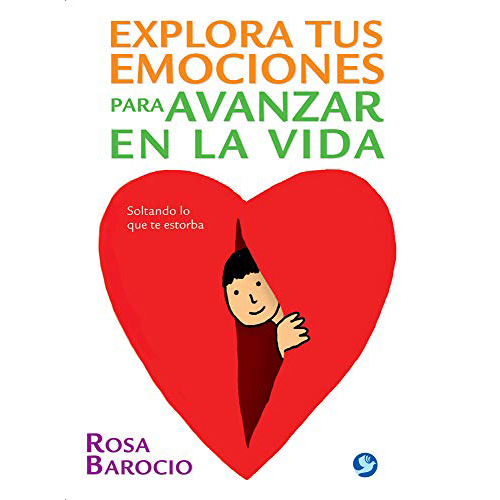 EXPLORA TUS
EMOCIONES
PARA AVANZAR
EN LA VIDA
Soltando lo
que te estorba
ROSA
BAROCIO